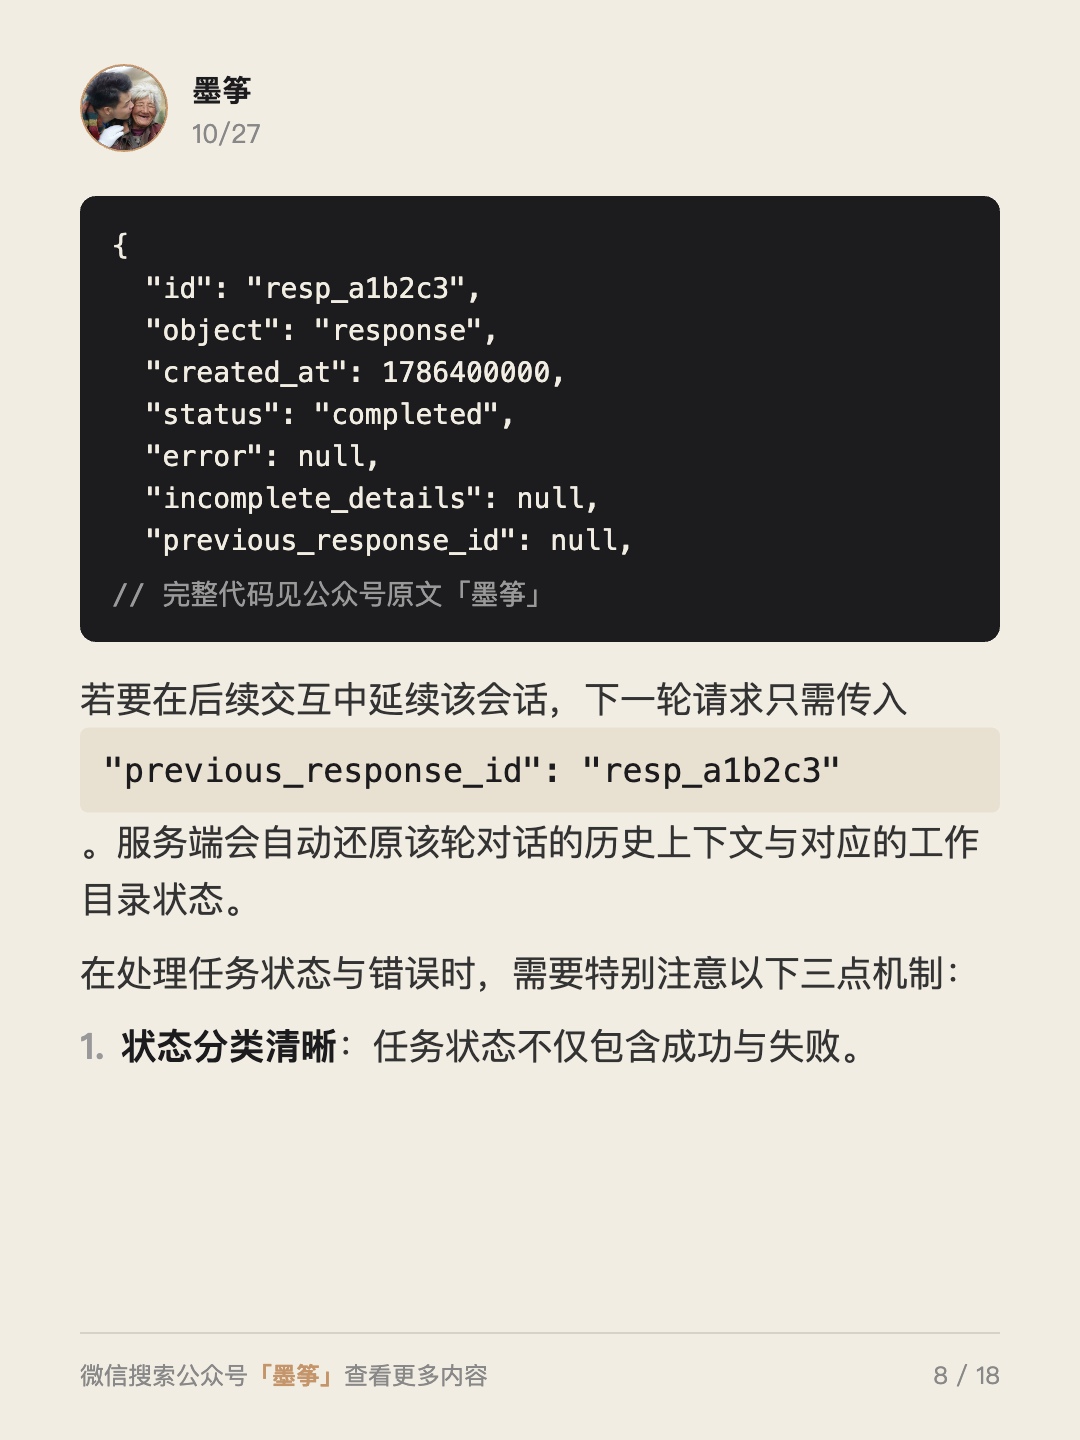 墨筝
10/27
{
  "id": "resp_a1b2c3",
  "object": "response",
  "created_at": 1786400000,
  "status": "completed",
  "error": null,
  "incomplete_details": null,
  "previous_response_id": null,
// 完整代码见公众号原文「墨筝」
若要在后续交互中延续该会话，下一轮请求只需传入
"previous_response_id": "resp_a1b2c3"
。服务端会自动还原该轮对话的历史上下文与对应的工作
目录状态。
在处理任务状态与错误时，需要特别注意以下三点机制：
1. 状态分类清晰：任务状态不仅包含成功与失败。
微信搜索公众号「墨筝」查看更多内容
8 / 18